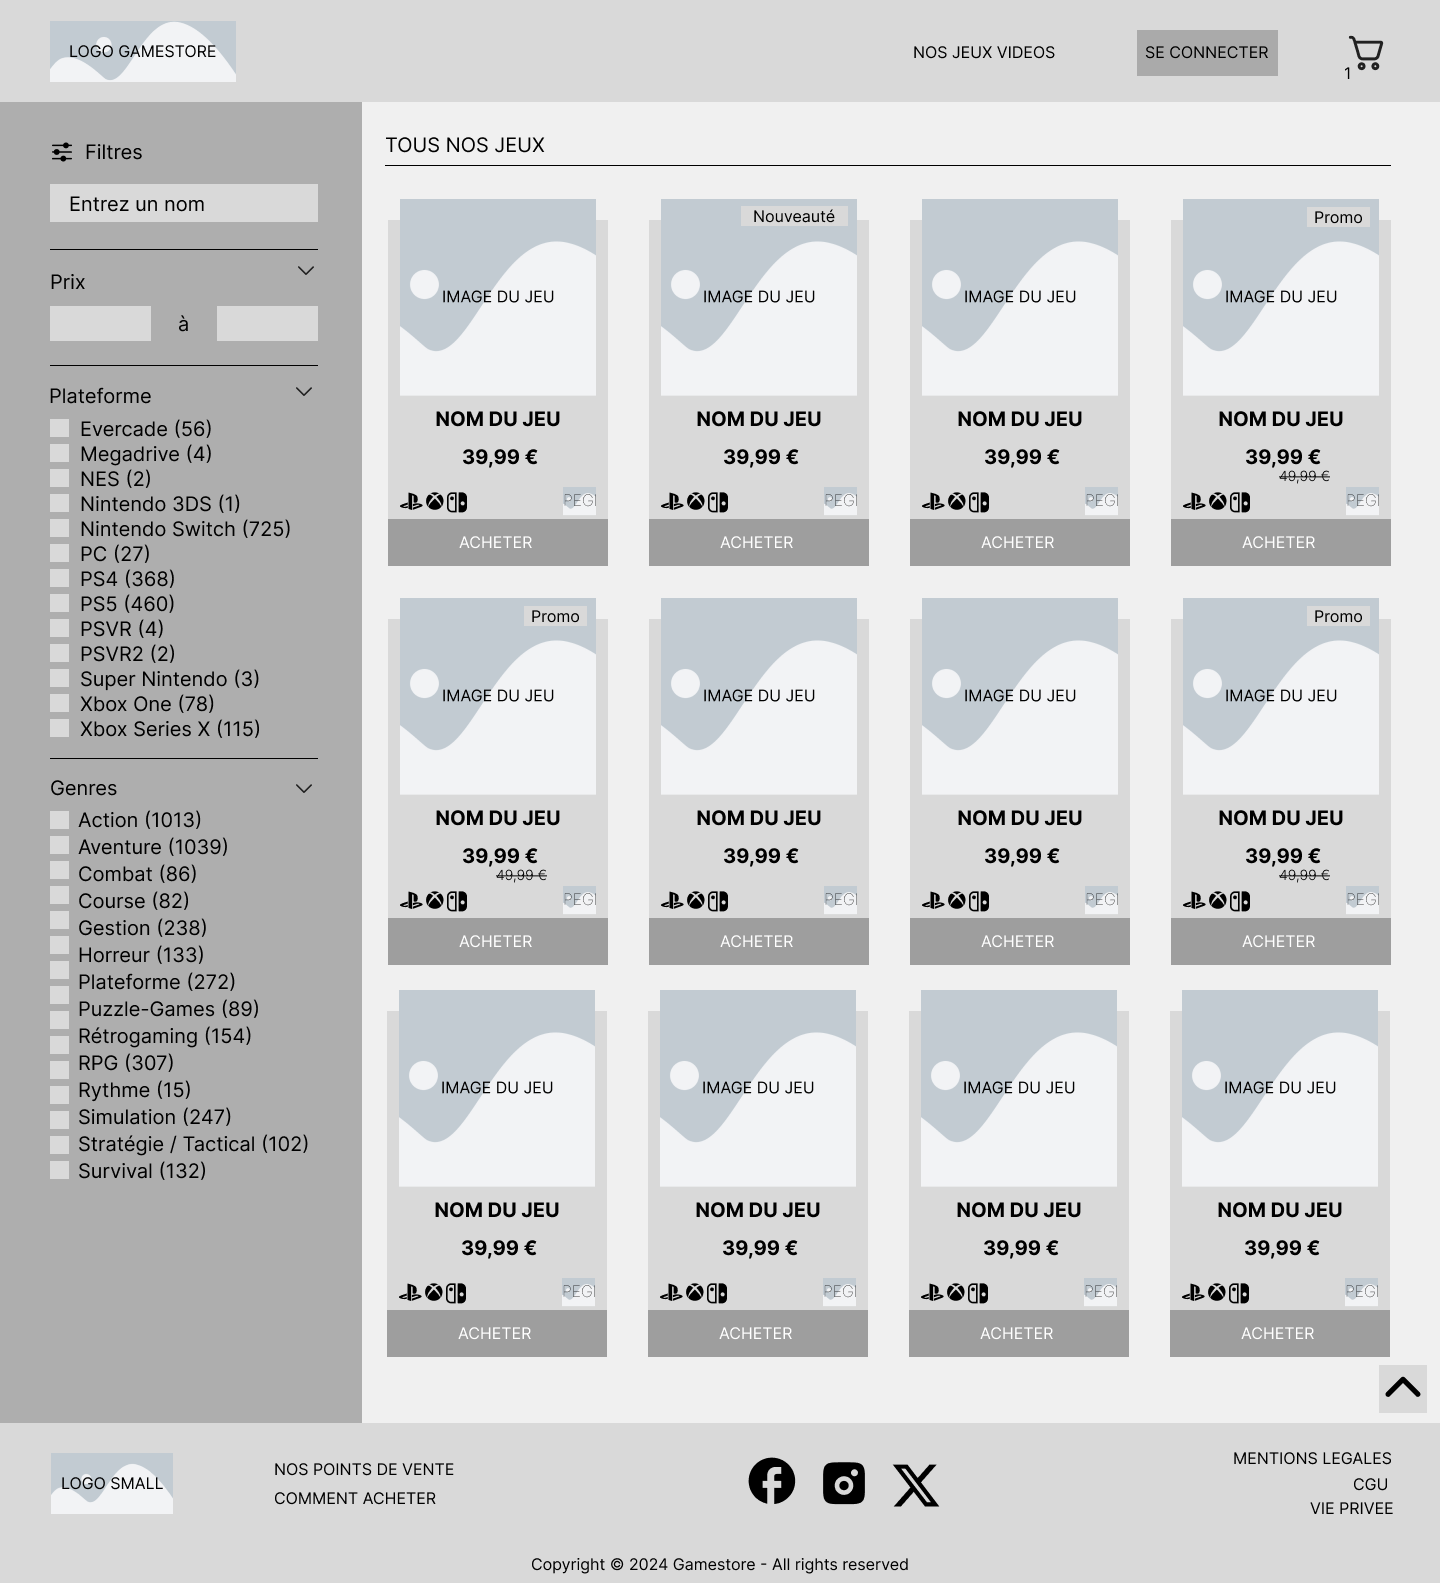 LOGO GAMESTORE
NOS JEUX VIDEOS
SE CONNECTER
1
Filtres
Entrez un nom
Prix
à
Plateforme
Evercade (56)
Megadrive (4)
NES (2)
Nintendo 3DS (1)
Nintendo Switch (725)
PC (27)
PS4 (368)
PS5 (460)
PSVR (4)
PSVR2 (2)
Super Nintendo (3)
Xbox One (78)
Xbox Series X (115)
Genres
Action (1013)
Aventure (1039)
Combat (86)
Course (82)
Gestion (238)
Horreur (133)
Plateforme (272)
Puzzle-Games (89)
Rétrogaming (154)
RPG (307)
Rythme (15)
Simulation (247)
Stratégie / Tactical (102)
Survival (132)
TOUS NOS JEUX
IMAGE DU JEU
NOM DU JEU
39,99 €
PEGI
ACHETER
Nouveauté
IMAGE DU JEU
NOM DU JEU
39,99 €
PEGI
ACHETER
IMAGE DU JEU
NOM DU JEU
39,99 €
PEGI
ACHETER
Promo
IMAGE DU JEU
NOM DU JEU
39,99 €
49,99 €
PEGI
ACHETER
Promo
IMAGE DU JEU
NOM DU JEU
39,99 €
49,99 €
PEGI
ACHETER
IMAGE DU JEU
NOM DU JEU
39,99 €
PEGI
ACHETER
IMAGE DU JEU
NOM DU JEU
39,99 €
PEGI
ACHETER
Promo
IMAGE DU JEU
NOM DU JEU
39,99 €
49,99 €
PEGI
ACHETER
IMAGE DU JEU
NOM DU JEU
39,99 €
PEGI
ACHETER
IMAGE DU JEU
NOM DU JEU
39,99 €
PEGI
ACHETER
IMAGE DU JEU
NOM DU JEU
39,99 €
PEGI
ACHETER
IMAGE DU JEU
NOM DU JEU
39,99 €
PEGI
ACHETER
LOGO SMALL
NOS POINTS DE VENTE
COMMENT ACHETER
MENTIONS LEGALES
CGU
VIE PRIVEE
Copyright © 2024 Gamestore - All rights reserved